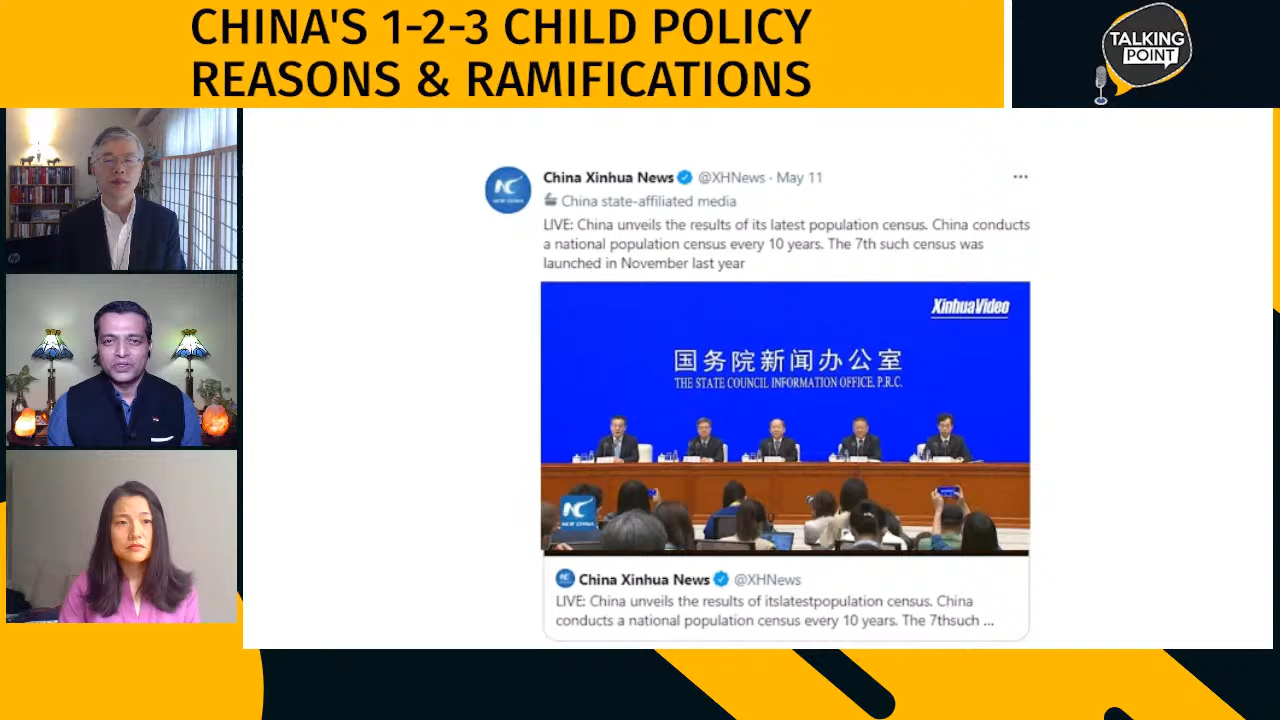 CHINA'S 1-2-3 CHILD POLICY
REASONS & RAMIFICATIONS
TALKING
POINT
China Xinhua News @XHNews · May 11
China state-affiliated media
LIVE: China unveils the results of its latest population census. China conducts
a national population census every 10 years. The 7th such census was
launched in November last year
XinhuaVideo
国务院新闻办公室
THE STATE COUNCIL INFORMATION OFFICE, P.R.C.
NEW CHINA
China Xinhua News @XHNews
LIVE: China unveils the results of itslatestpopulation census. China
conducts a national population census every 10 years. The 7thsuch ...